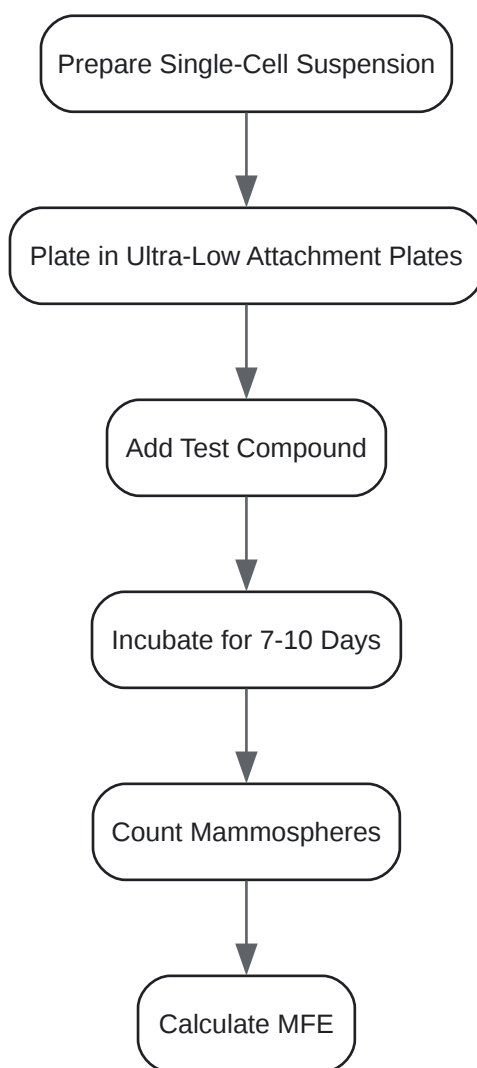 Prepare Single-Cell Suspension
Plate in Ultra-Low Attachment Plates
Add Test Compound
Incubate for 7-10 Days
Count Mammospheres
Calculate MFE